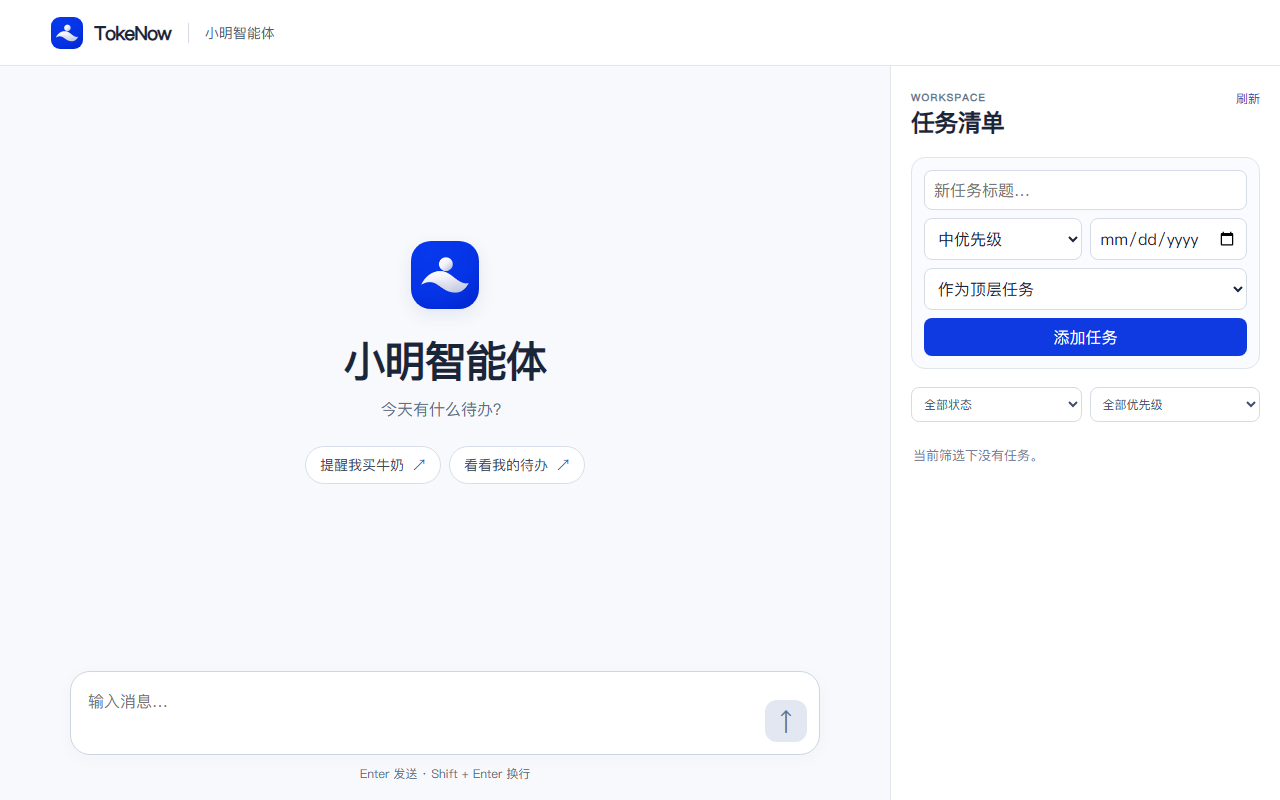 TokeNow
小明智能体
WORKSPACE
刷新
任务清单
新任务标题...
中优先级
mm/dd/yyyy
作为顶层任务
添加任务
全部状态
全部优先级
当前筛选下没有任务。
小明智能体
今天有什么待办?
提醒我买牛奶 ↗
看看我的待办 ↗
输入消息...
↑
Enter 发送 · Shift + Enter 换行